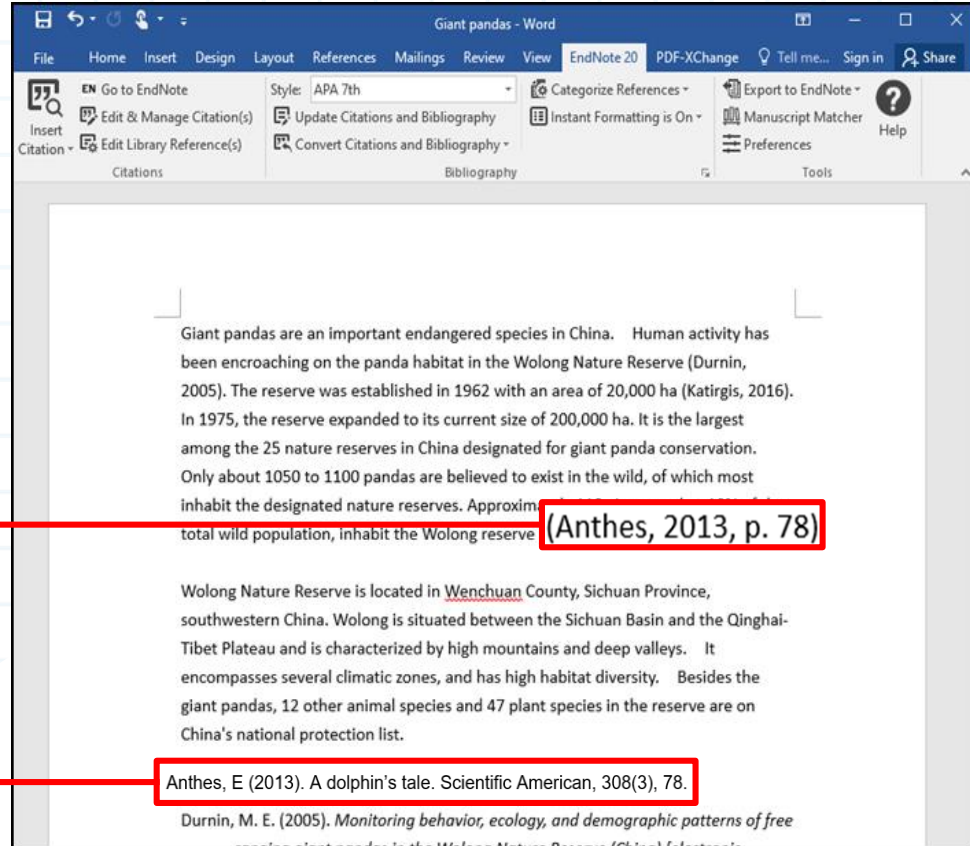 Giant pandas - Word
File Home Insert Design Layout References Mailings Review View EndNote 20 PDF-XChange Tell me... Sign in Share
Insert Citation
EN Go to EndNote
Edit & Manage Citation(s)
Edit Library Reference(s)
Citations
Style: APA 7th
Update Citations and Bibliography
Convert Citations and Bibliography
Categorize References
Instant Formatting is On
Bibliography
Export to EndNote
Manuscript Matcher
Preferences
Tools
? Help
Giant pandas are an important endangered species in China. Human activity has
been encroaching on the panda habitat in the Wolong Nature Reserve (Durnin,
2005). The reserve was established in 1962 with an area of 20,000 ha (Katirgis, 2016).
In 1975, the reserve expanded to its current size of 200,000 ha. It is the largest
among the 25 nature reserves in China designated for giant panda conservation.
Only about 1050 to 1100 pandas are believed to exist in the wild, of which most
inhabit the designated nature reserves.
total wild population, inhabit the Wolong reserve (Anthes, 2013, p. 78)
Wolong Nature Reserve is located in Wenchuan County, Sichuan Province,
southwestern China. Wolong is situated between the Sichuan Basin and the Qinghai-
Tibet Plateau and is characterized by high mountains and deep valleys. It
encompasses several climatic zones, and has high habitat diversity. Besides the
giant pandas, 12 other animal species and 47 plant species in the reserve are on
China's national protection list.
Anthes, E (2013). A dolphin’s tale. Scientific American, 308(3), 78.
Durnin, M. E. (2005). Monitoring behavior, ecology, and demographic patterns of free
giant pandas in the Wolong Nature Reserve (China)